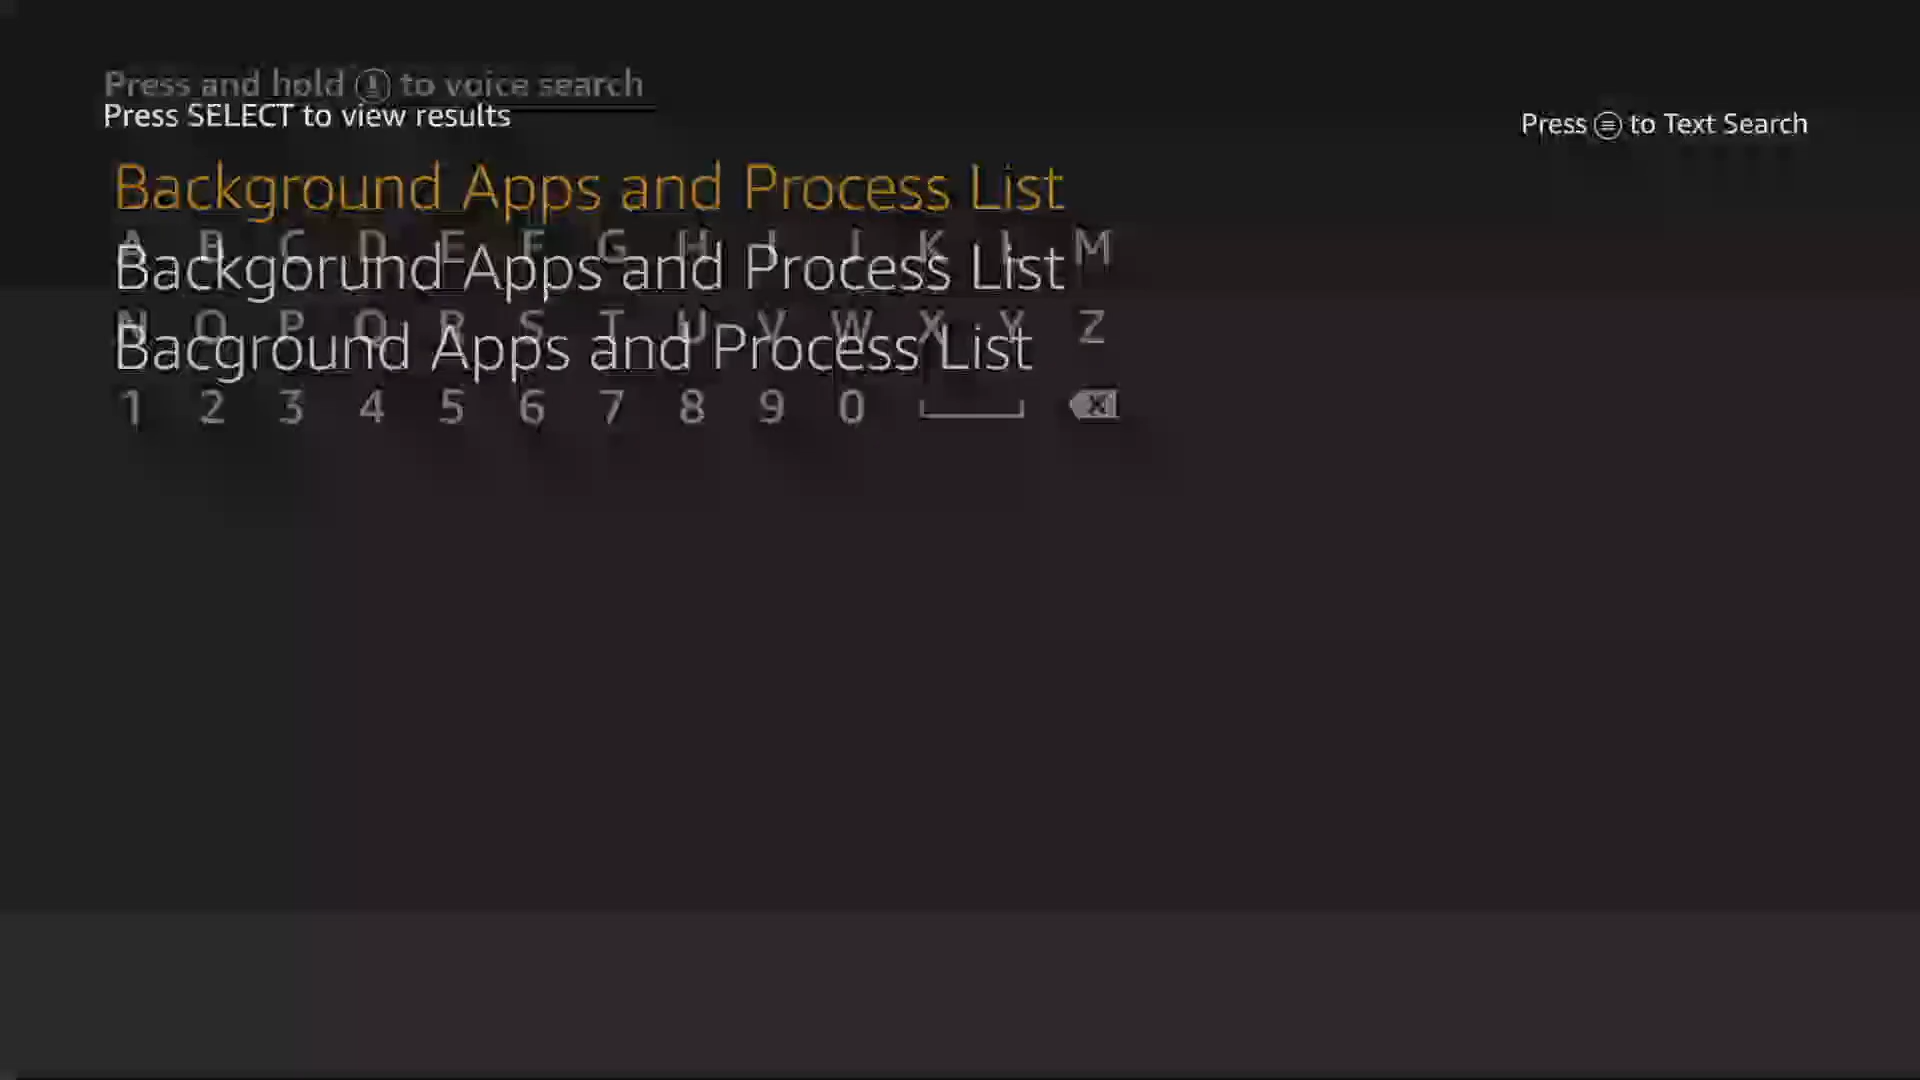 Press and hold to voice search
Press SELECT to view results
Press to Text Search
Background Apps and Process List
A B C D E F G H I J K L M
Backgorund Apps and Process List
N O P Q R S T U V W X Y Z
Bacground Apps and Process List
1 2 3 4 5 6 7 8 9 0